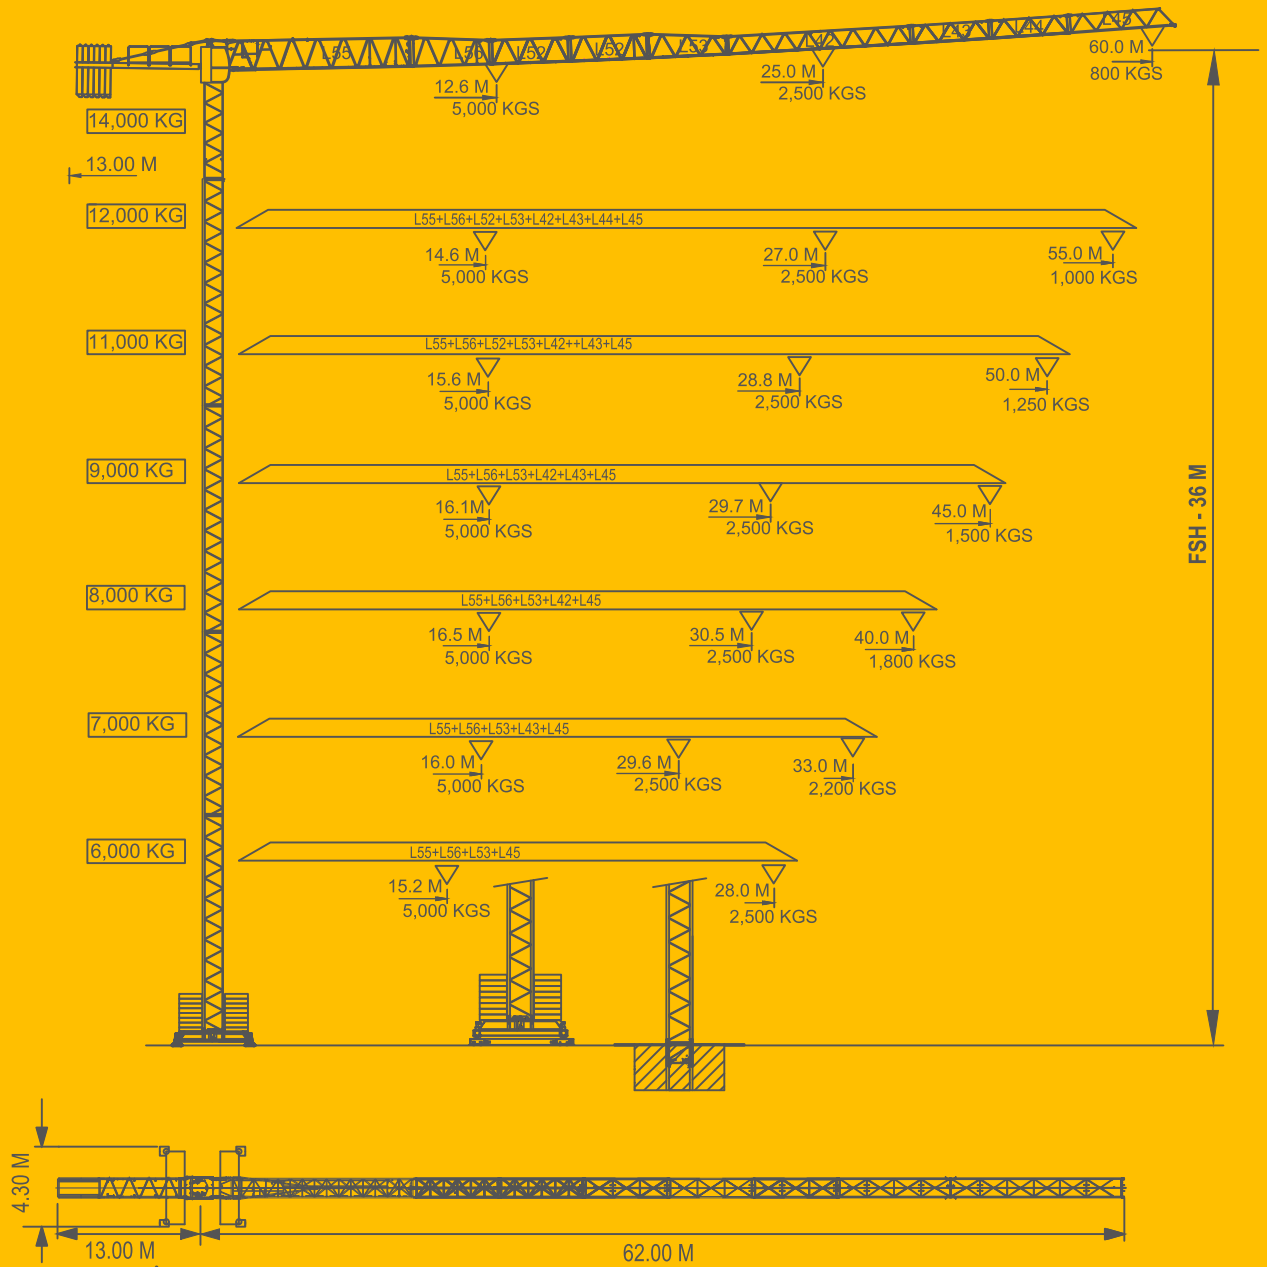 L55 L56 L52 L52 L53 L42 L43 L44 L45
12.6 M
5,000 KGS
25.0 M
2,500 KGS
60.0 M
800 KGS
14,000 KG
13.00 M
12,000 KG
L55+L56+L52+L53+L42+L43+L44+L45
14.6 M
5,000 KGS
27.0 M
2,500 KGS
55.0 M
1,000 KGS
11,000 KG
L55+L56+L52+L53+L42++L43+L45
15.6 M
5,000 KGS
28.8 M
2,500 KGS
50.0 M
1,250 KGS
9,000 KG
L55+L56+L53+L42+L43+L45
16.1M
5,000 KGS
29.7 M
2,500 KGS
45.0 M
1,500 KGS
FSH - 36 M
8,000 KG
L55+L56+L53+L42+L45
16.5 M
5,000 KGS
30.5 M
2,500 KGS
40.0 M
1,800 KGS
7,000 KG
L55+L56+L53+L43+L45
16.0 M
5,000 KGS
29.6 M
2,500 KGS
33.0 M
2,200 KGS
6,000 KG
L55+L56+L53+L45
15.2 M
5,000 KGS
28.0 M
2,500 KGS
4.30 M
13.00 M
62.00 M